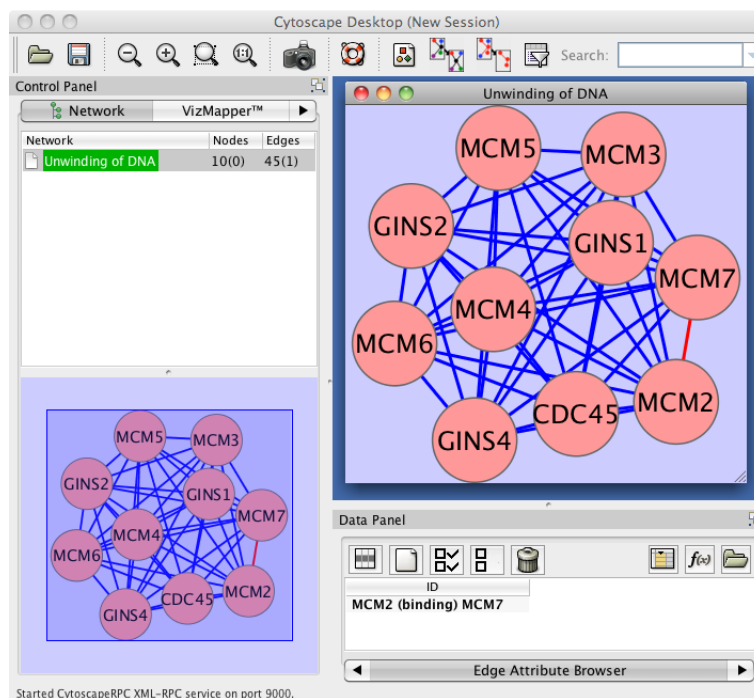 Cytoscape Desktop (New Session)
1:1
Search:
Control Panel
Network VizMapper™
Network Nodes Edges
Unwinding of DNA 10(0) 45(1)
Unwinding of DNA
MCM5
MCM3
GINS2
GINS1
MCM7
MCM4
MCM6
CDC45
MCM2
GINS4
MCM5
MCM3
GINS2
GINS1
MCM7
MCM4
MCM6
MCM2
CDC45
GINS4
Data Panel
f(x)
ID
MCM2 (binding) MCM7
Edge Attribute Browser
Started CytoscapeRPC XML-RPC service on port 9000.